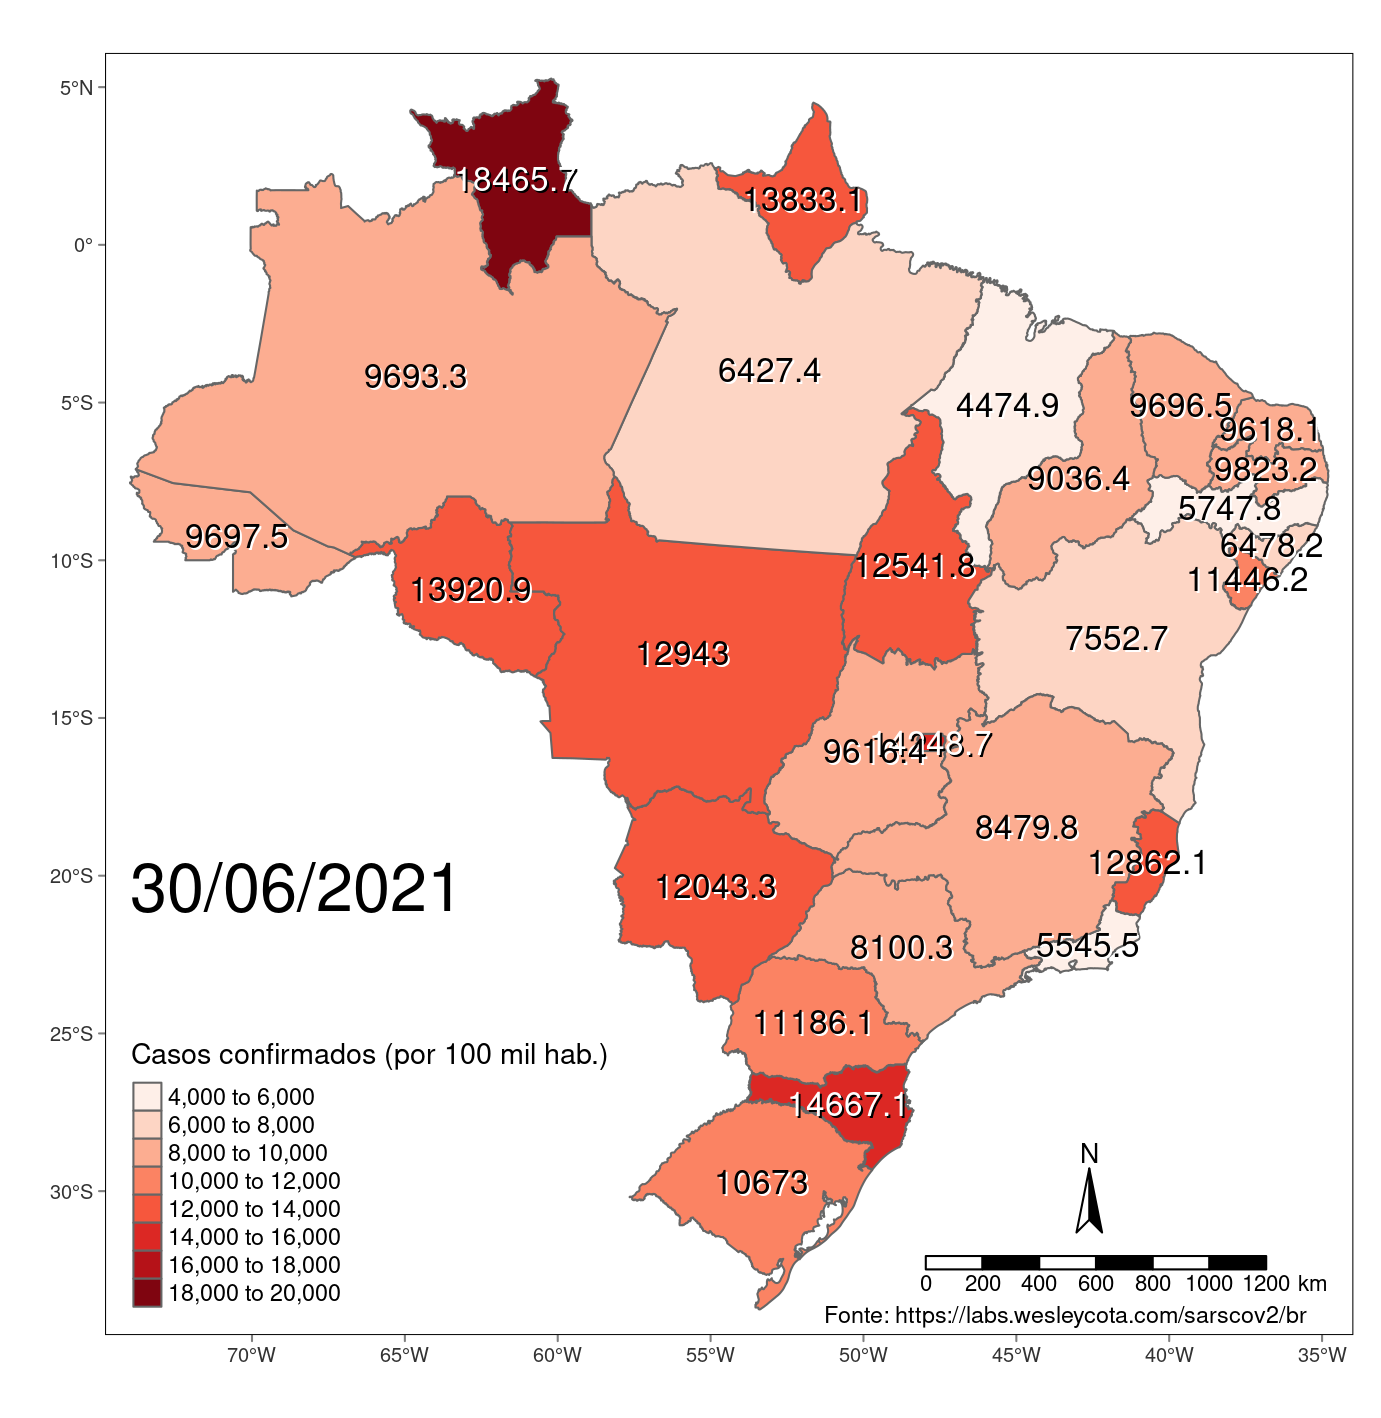 5°N
0°
5°S
10°S
15°S
20°S
25°S
30°S
18465.7
13833.1
9693.3
6427.4
4474.9
9696.5
9618.1
9823.2
9036.4
5747.8
6478.2
11446.2
9697.5
12541.8
13920.9
7552.7
12943
9616.4
8479.8
12862.1
30/06/2021
12043.3
8100.3
5545.5
11186.1
14667.1
10673
Casos confirmados (por 100 mil hab.)
4,000 to 6,000
6,000 to 8,000
8,000 to 10,000
10,000 to 12,000
12,000 to 14,000
14,000 to 16,000
16,000 to 18,000
18,000 to 20,000
N
0 200 400 600 800 1000 1200 km
Fonte: https://labs.wesleycota.com/sarscov2/br
70°W 65°W 60°W 55°W 50°W 45°W 40°W 35°W